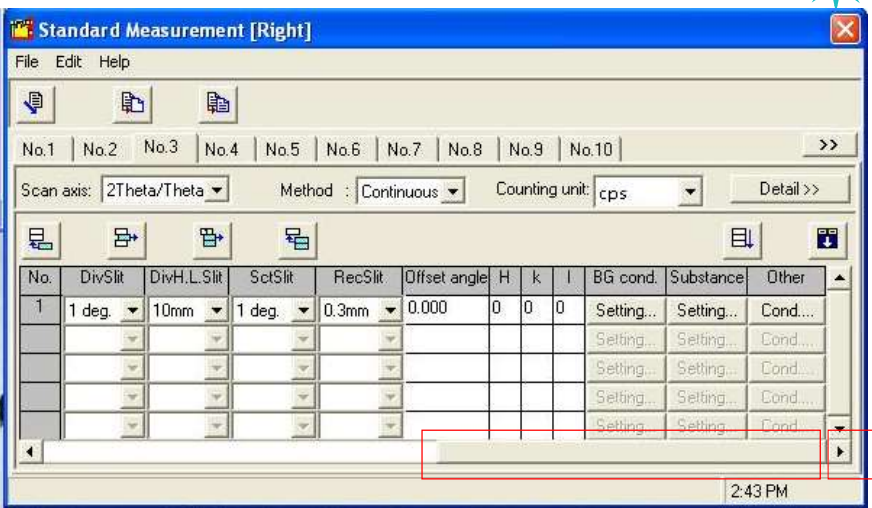 Standard Measurement [Right]
File Edit Help
No.1 No.2 No.3 No.4 No.5 No.6 No.7 No.8 No.9 No.10 >>
Scan axis: 2Theta/Theta Method : Continuous Counting unit: cps Detail >>
No. DivSlit DivH.L.Slit SctSlit RecSlit Offset angle H k l BG cond. Substance Other
1 1 deg. 10mm 1 deg. 0.3mm 0.000 0 0 0 Setting... Setting... Cond....
Setting... Setting... Cond....
Setting... Setting... Cond....
Setting... Setting... Cond....
Setting... Setting... Cond....
2:43 PM